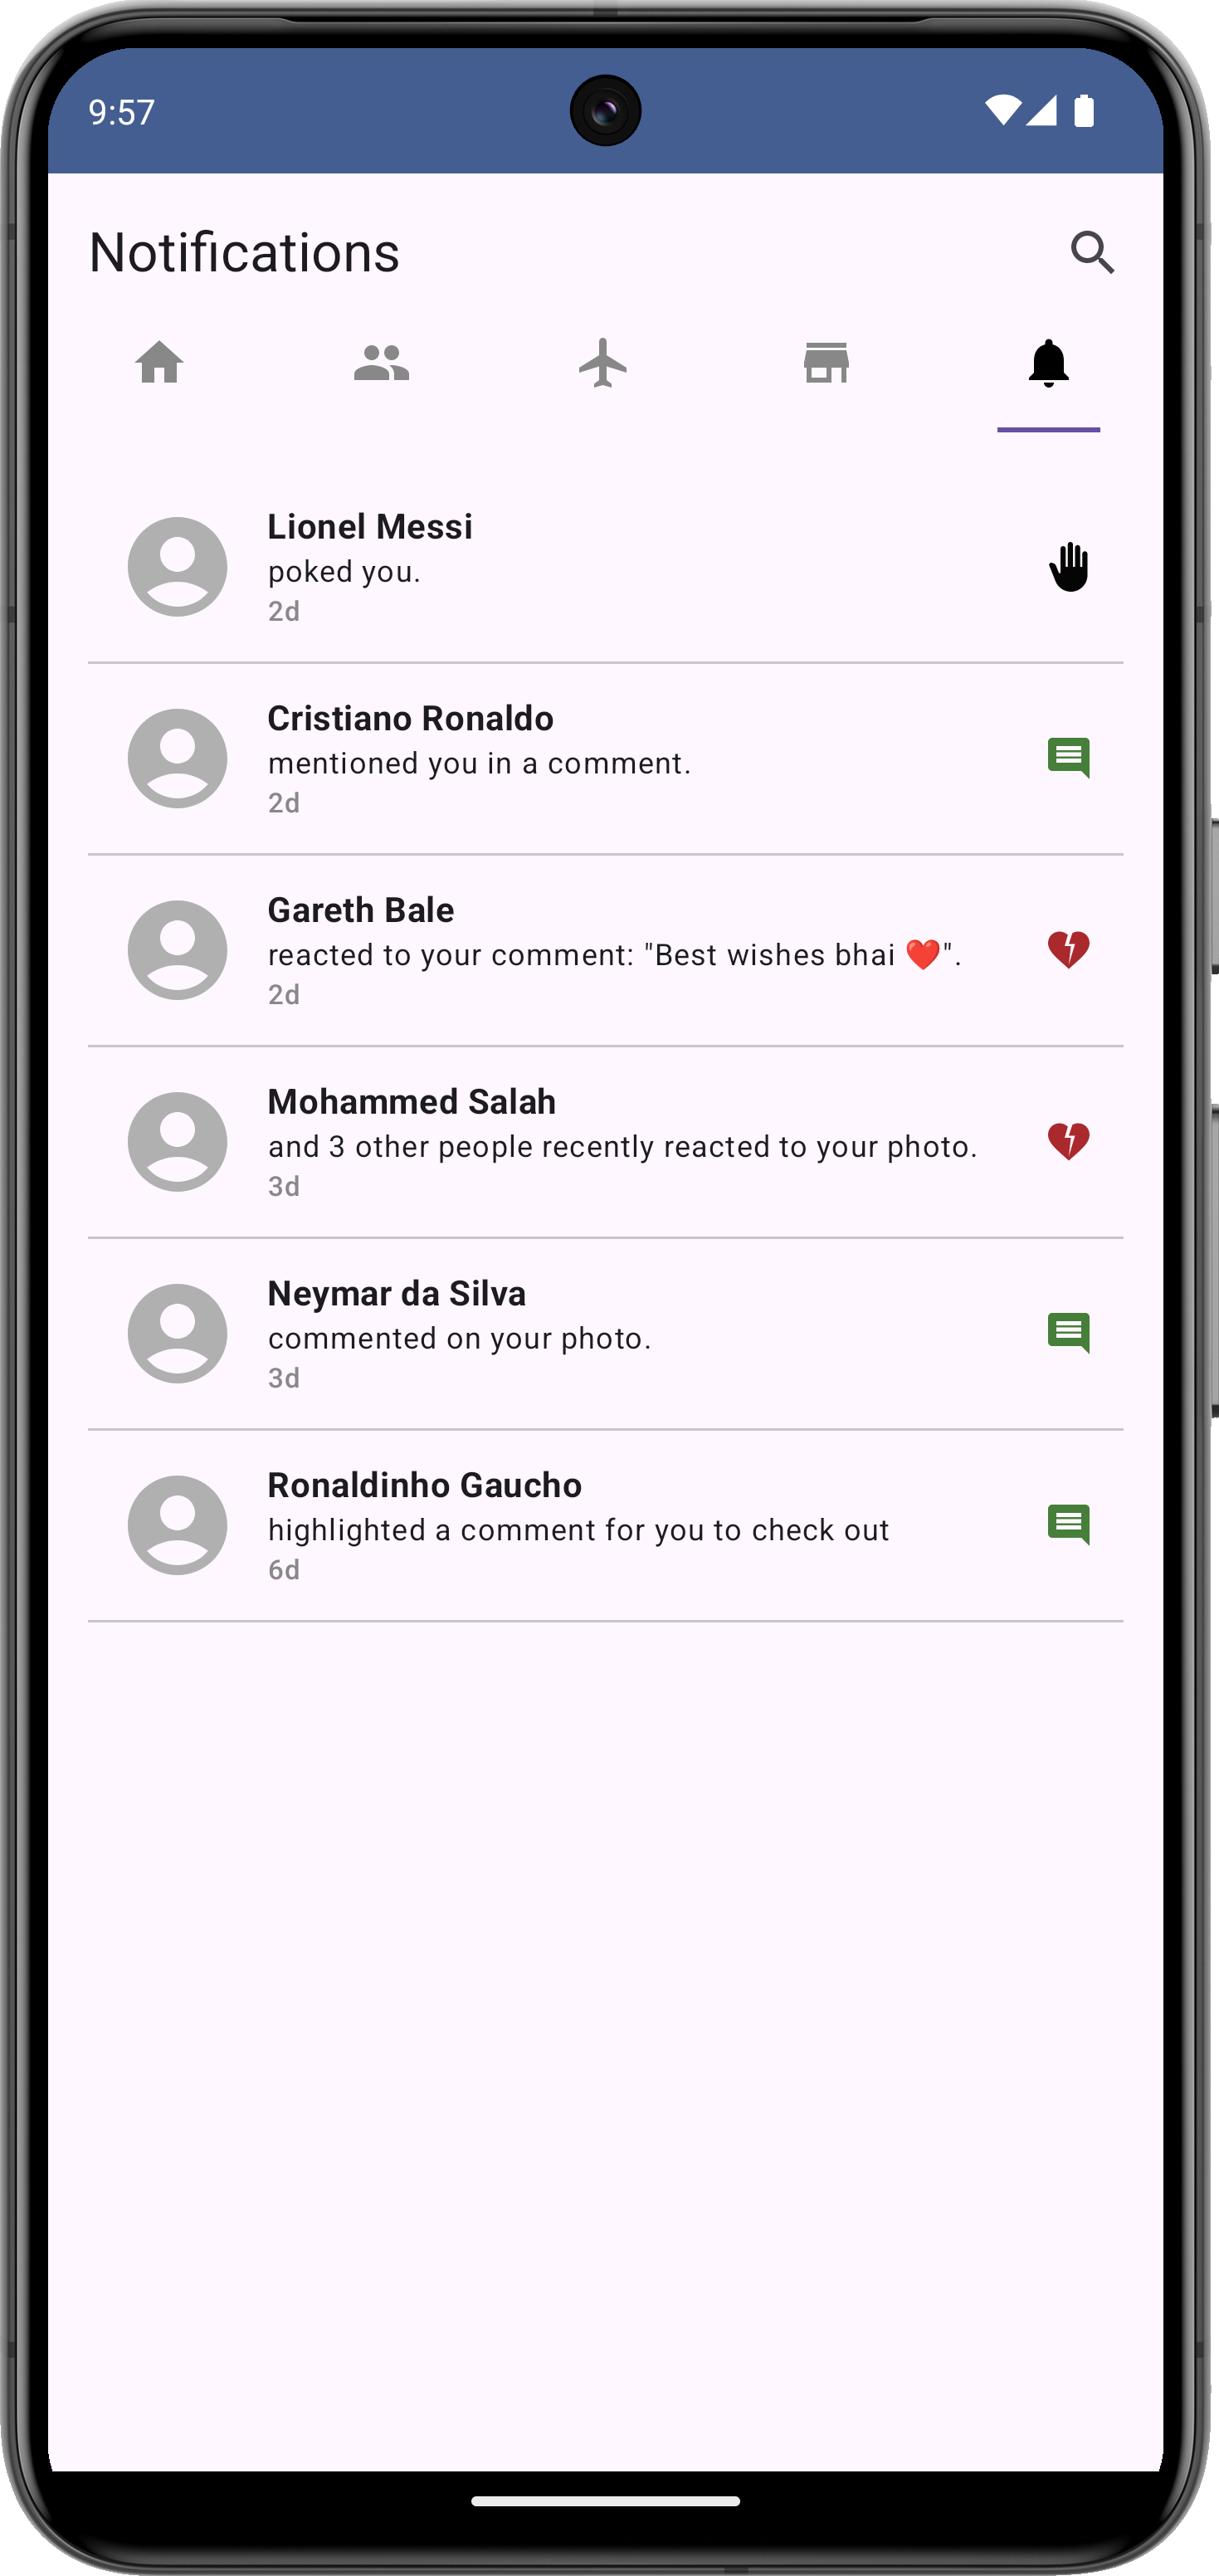 9:57
Notifications
Lionel Messi
poked you.
2d
Cristiano Ronaldo
mentioned you in a comment.
2d
Gareth Bale
reacted to your comment: "Best wishes bhai ❤️".
2d
Mohammed Salah
and 3 other people recently reacted to your photo.
3d
Neymar da Silva
commented on your photo.
3d
Ronaldinho Gaucho
highlighted a comment for you to check out
6d